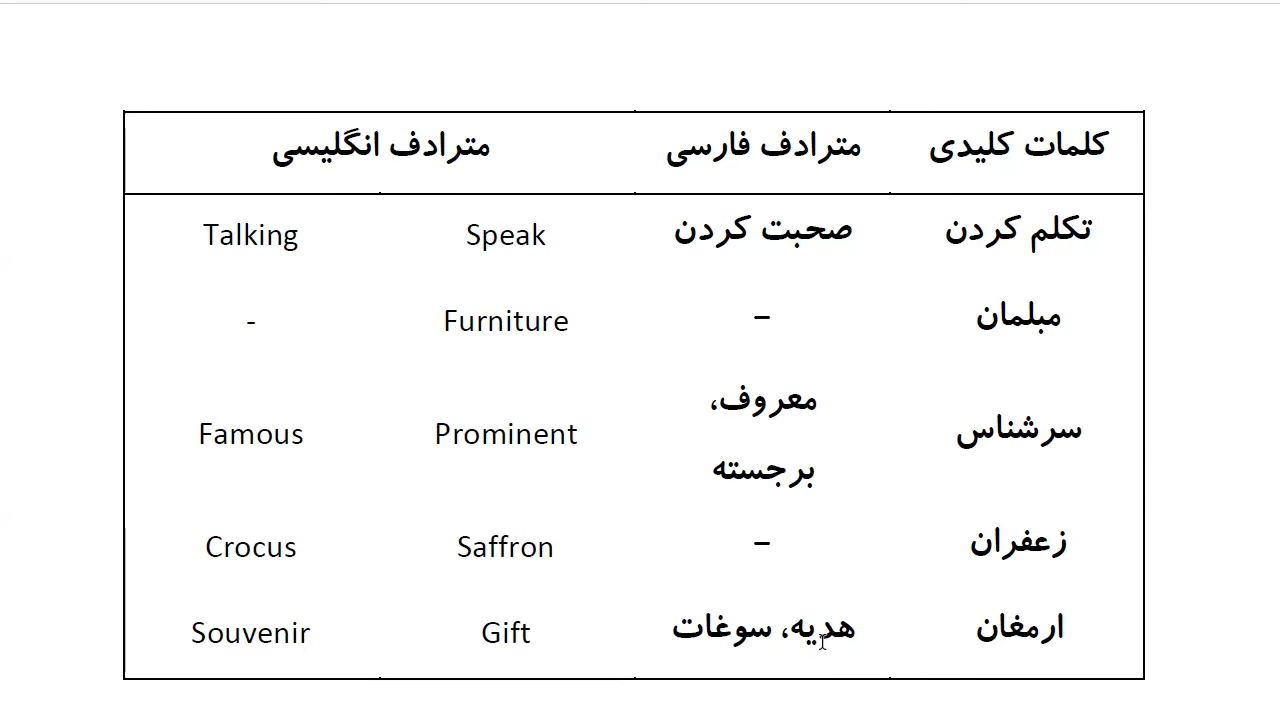 کلمات کلیدی مترادف فارسی مترادف انگلیسی
تکلم کردن صحبت کردن Speak Talking
مبلمان – Furniture -
سرشناس معروف، برجسته Prominent Famous
زعفران – Saffron Crocus
ارمغان هدیه، سوغات Gift Souvenir